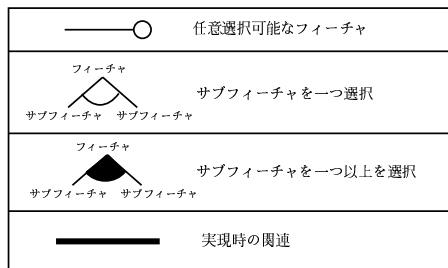 任意選択可能なフィーチャ
フィーチャ
サブフィーチャを一つ選択
サブフィーチャ サブフィーチャ
フィーチャ
サブフィーチャを一つ以上を選択
サブフィーチャ サブフィーチャ
実現時の関連